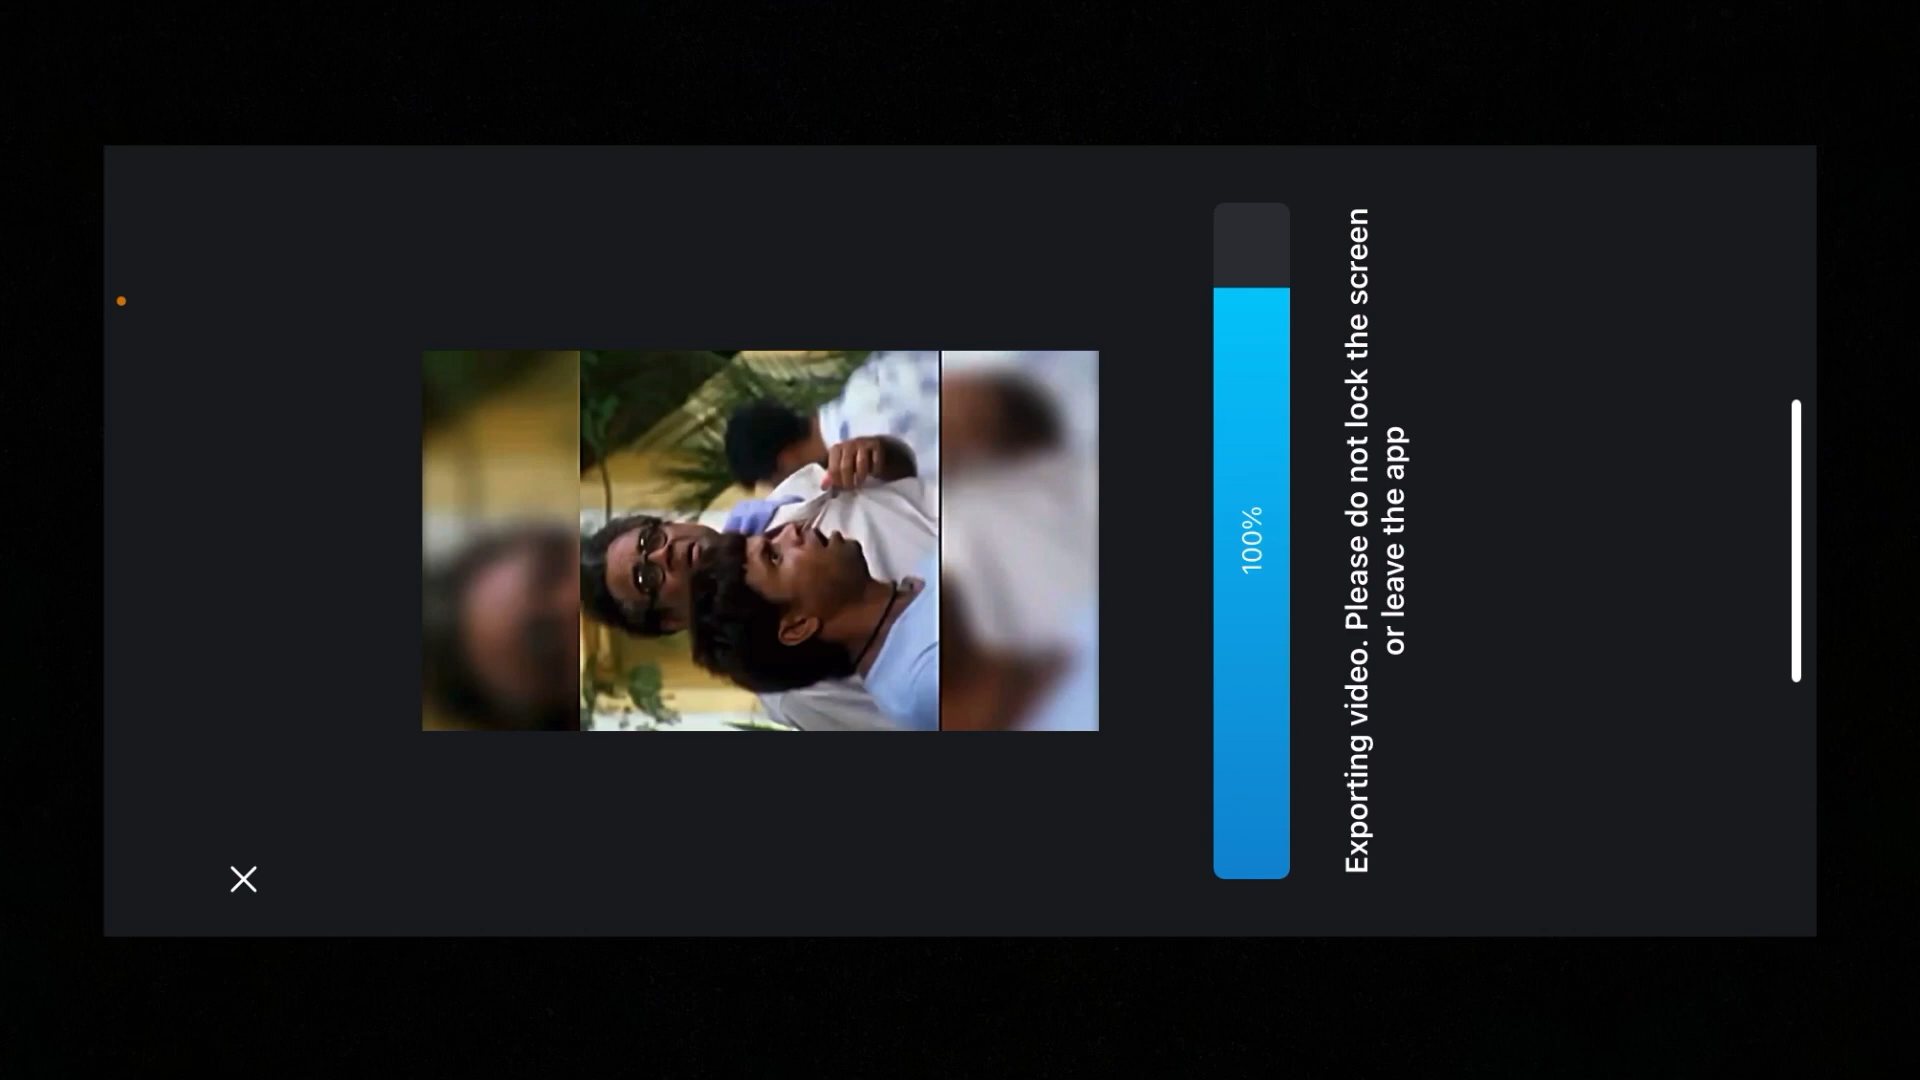 100%
Exporting video. Please do not lock the screen
or leave the app